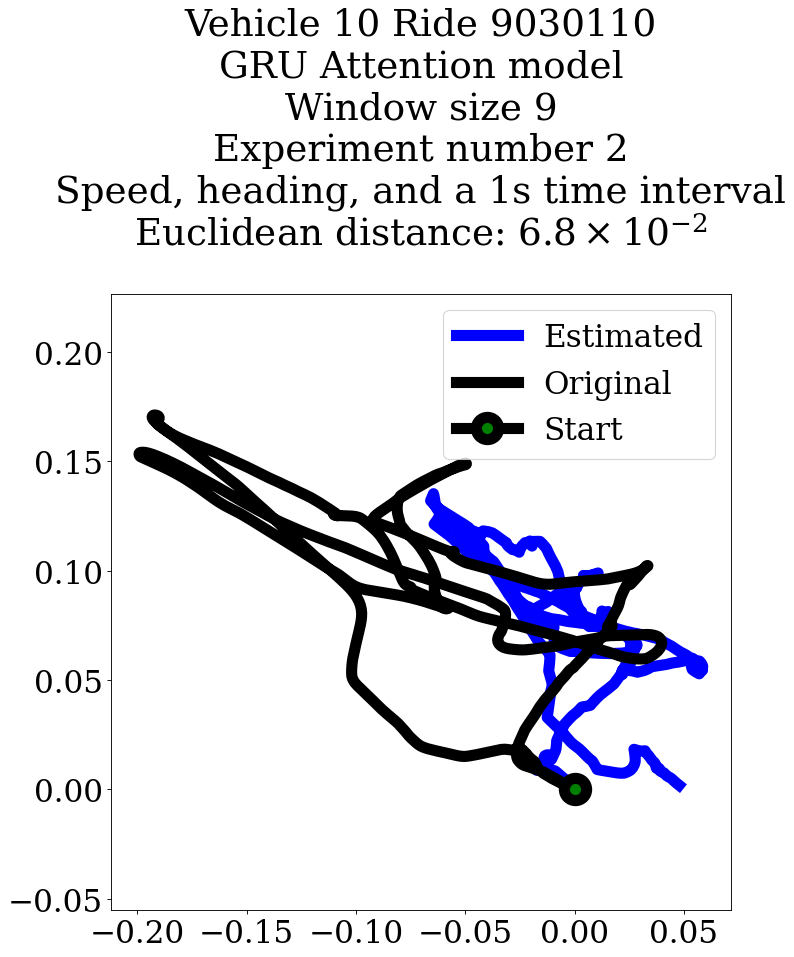 Vehicle 10 Ride 9030110
GRU Attention model
Window size 9
Experiment number 2
Speed, heading, and a 1s time interval
Euclidean distance: 6.8 × 10⁻²
Estimated
Original
Start
0.20
0.15
0.10
0.05
0.00
−0.05
−0.20 −0.15 −0.10 −0.05 0.00 0.05